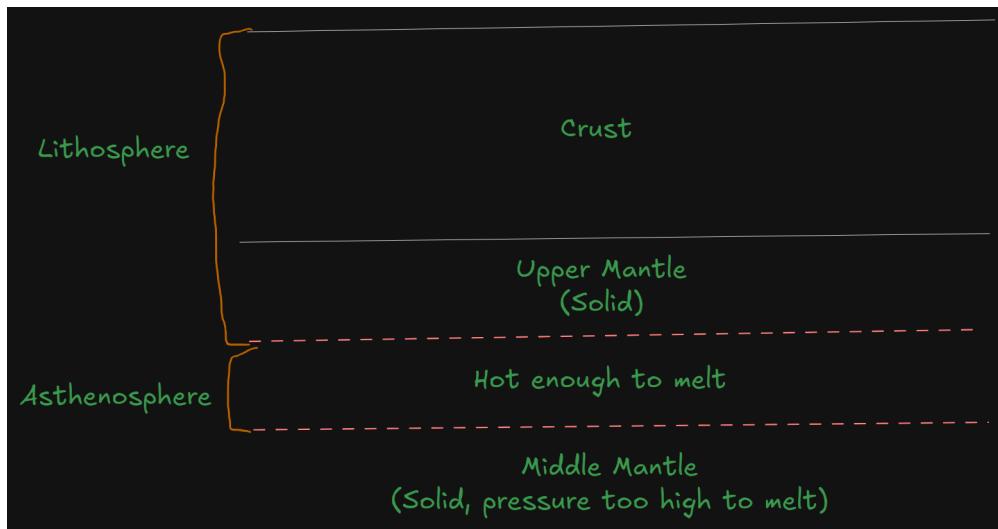 Crust
Lithosphere
Upper Mantle
(Solid)
Hot enough to melt
Asthenosphere
Middle Mantle
(Solid, pressure too high to melt)